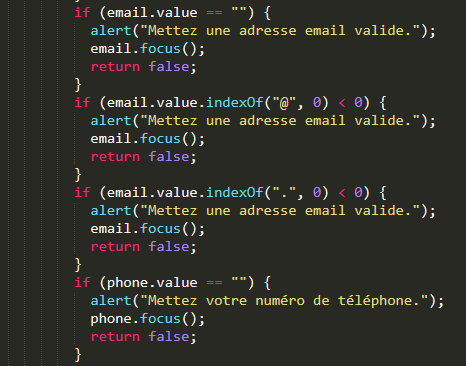 if (email.value == "") {
alert("Mettez une adresse email valide.");
email.focus();
return false;
}
if (email.value.indexOf("@", 0) < 0) {
alert("Mettez une adresse email valide.");
email.focus();
return false;
}
if (email.value.indexOf(".", 0) < 0) {
alert("Mettez une adresse email valide.");
email.focus();
return false;
}
if (phone.value == "") {
alert("Mettez votre numéro de téléphone.");
phone.focus();
return false;
}